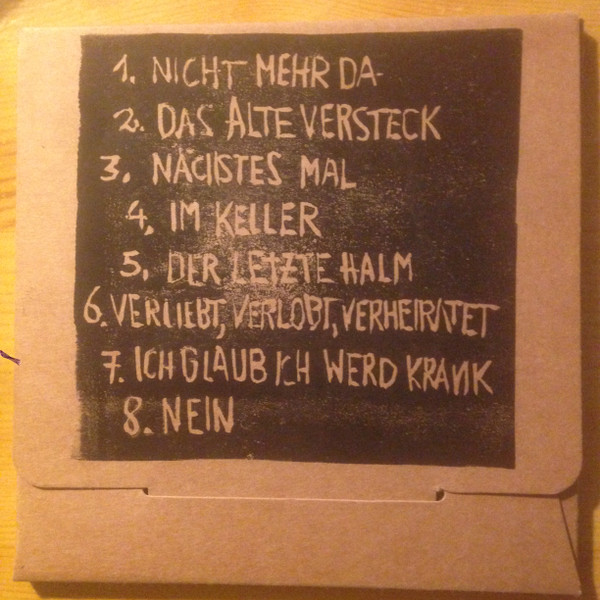 1. NICHT MEHR DA-
2. DAS ALTE VERSTECK
3. NÄCHSTES MAL
4. IM KELLER
5. DER LETZTE HALM
6. VERLIEBT, VERLOBT, VERHEIRATET
7. ICH GLAUB ICH WERD KRANK
8. NEIN